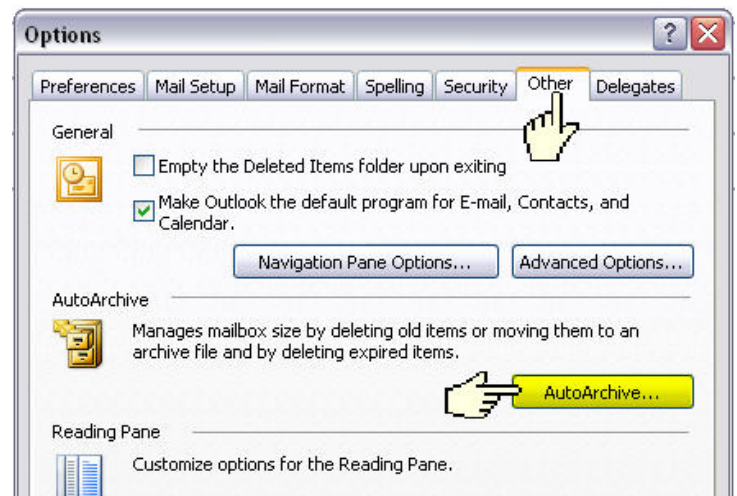 Options
Preferences Mail Setup Mail Format Spelling Security Other Delegates
General
Empty the Deleted Items folder upon exiting
Make Outlook the default program for E-mail, Contacts, and
Calendar.
Navigation Pane Options... Advanced Options...
AutoArchive
Manages mailbox size by deleting old items or moving them to an
archive file and by deleting expired items.
AutoArchive...
Reading Pane
Customize options for the Reading Pane.